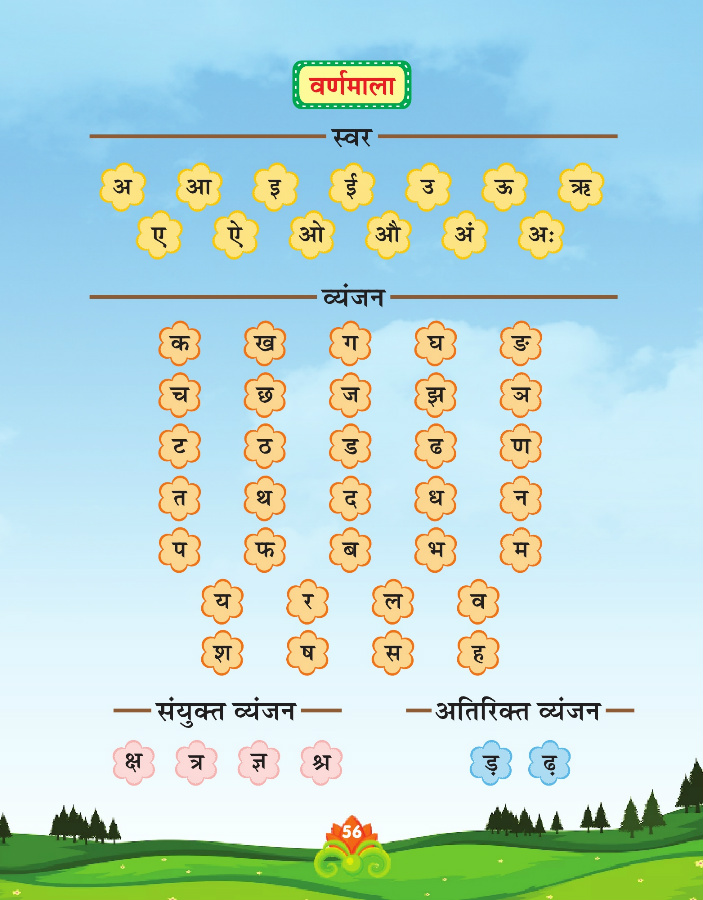 वर्णमाला
स्वर
अ आ इ ई उ ऊ ऋ
ए ऐ ओ औ अं अः
व्यंजन
क ख ग घ ङ
च छ ज झ ञ
ट ठ ड ढ ण
त थ द ध न
प फ ब भ म
य र ल व
श ष स ह
संयुक्त व्यंजन अतिरिक्त व्यंजन
क्ष त्र ज्ञ श्र ड़ ढ़
56